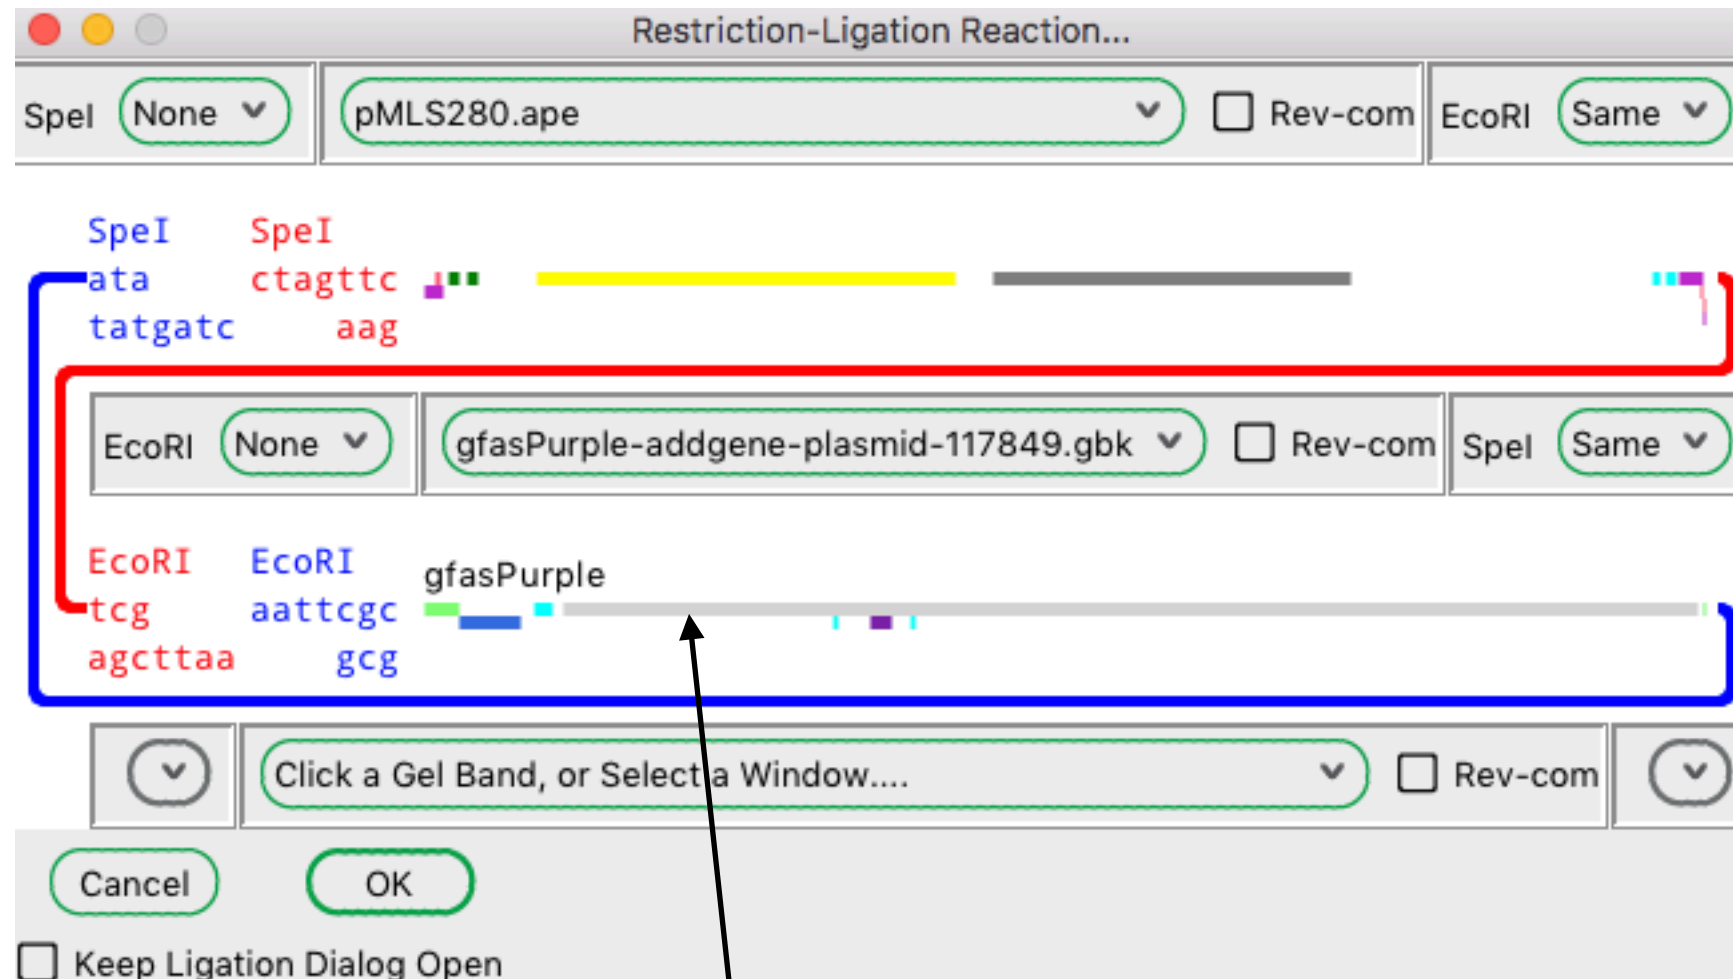 Restriction-Ligation Reaction...
SpeI None pMLS280.ape Rev-com EcoRI Same
SpeI SpeI
ata ctagttc
tatgatc aag
EcoRI None gfasPurple-addgene-plasmid-117849.gbk Rev-com SpeI Same
EcoRI EcoRI gfasPurple
tcg aattcgc
agcttaa gcg
Click a Gel Band, or Select a Window.... Rev-com
Cancel OK
Keep Ligation Dialog Open